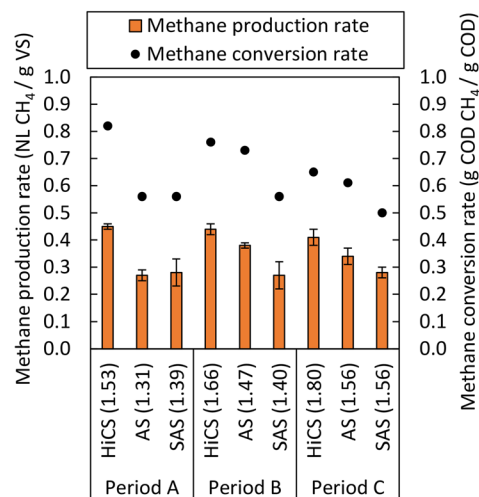 Methane production rate
Methane conversion rate
Methane production rate (NL CH₄ / g VS)
1.0
0.9
0.8
0.7
0.6
0.5
0.4
0.3
0.2
0.1
0.0
1.0
0.9
0.8
0.7
0.6
0.5
0.4
0.3
0.2
0.1
0.0
Methane conversion rate (g COD CH₄ / g COD)
HiCS (1.53)
AS (1.31)
SAS (1.39)
HiCS (1.66)
AS (1.47)
SAS (1.40)
HiCS (1.80)
AS (1.56)
SAS (1.56)
Period A
Period B
Period C